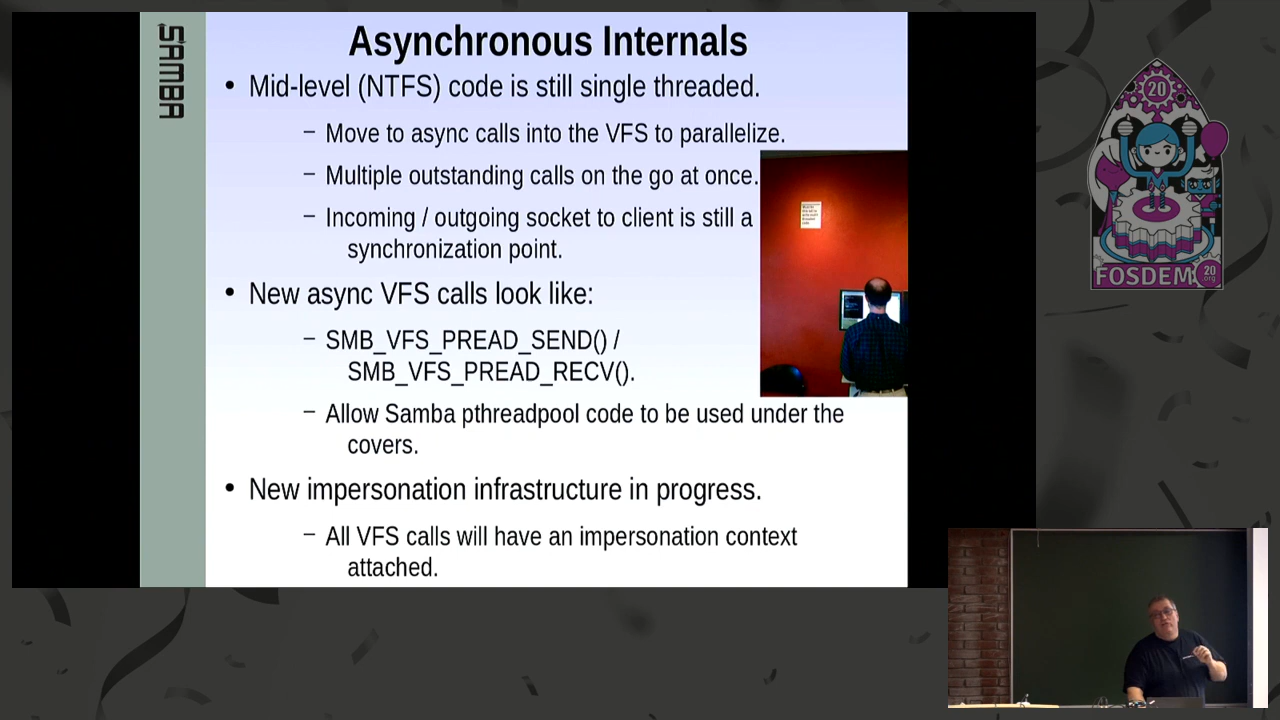 SAMBA
Asynchronous Internals
• Mid-level (NTFS) code is still single threaded.
– Move to async calls into the VFS to parallelize.
– Multiple outstanding calls on the go at once.
– Incoming / outgoing socket to client is still a
synchronization point.
• New async VFS calls look like:
– SMB_VFS_PREAD_SEND() /
SMB_VFS_PREAD_RECV().
– Allow Samba pthreadpool code to be used under the
covers.
• New impersonation infrastructure in progress.
– All VFS calls will have an impersonation context
attached.
20
FOSDEM
20
.org